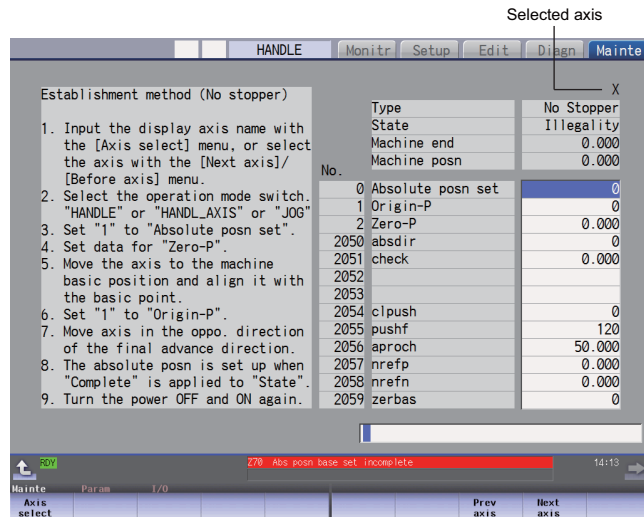 Selected axis
HANDLE Monitr Setup Edit Diagn Mainte
X
Establishment method (No stopper)
1. Input the display axis name with
the [Axis select] menu, or select
the axis with the [Next axis]/
[Before axis] menu.
2. Select the operation mode switch.
"HANDLE" or "HANDL_AXIS" or "JOG"
3. Set "1" to "Absolute posn set".
4. Set data for "Zero-P".
5. Move the axis to the machine
basic position and align it with
the basic point.
6. Set "1" to "Origin-P".
7. Move axis in the oppo. direction
of the final advance direction.
8. The absolute posn is set up when
"Complete" is applied to "State".
9. Turn the power OFF and ON again.
Type No Stopper
State Illegality
Machine end 0.000
Machine posn 0.000
No.
0 Absolute posn set 0
1 Origin-P 0
2 Zero-P 0.000
2050 absdir 0
2051 check 0.000
2052
2053
2054 clpush 0
2055 pushf 120
2056 aproch 50.000
2057 nrefp 0.000
2058 nrefn 0.000
2059 zerbas 0
RDY Z70 Abs posn base set incomplete 14:13
Mainte Param I/O
Axis select Prev axis Next axis